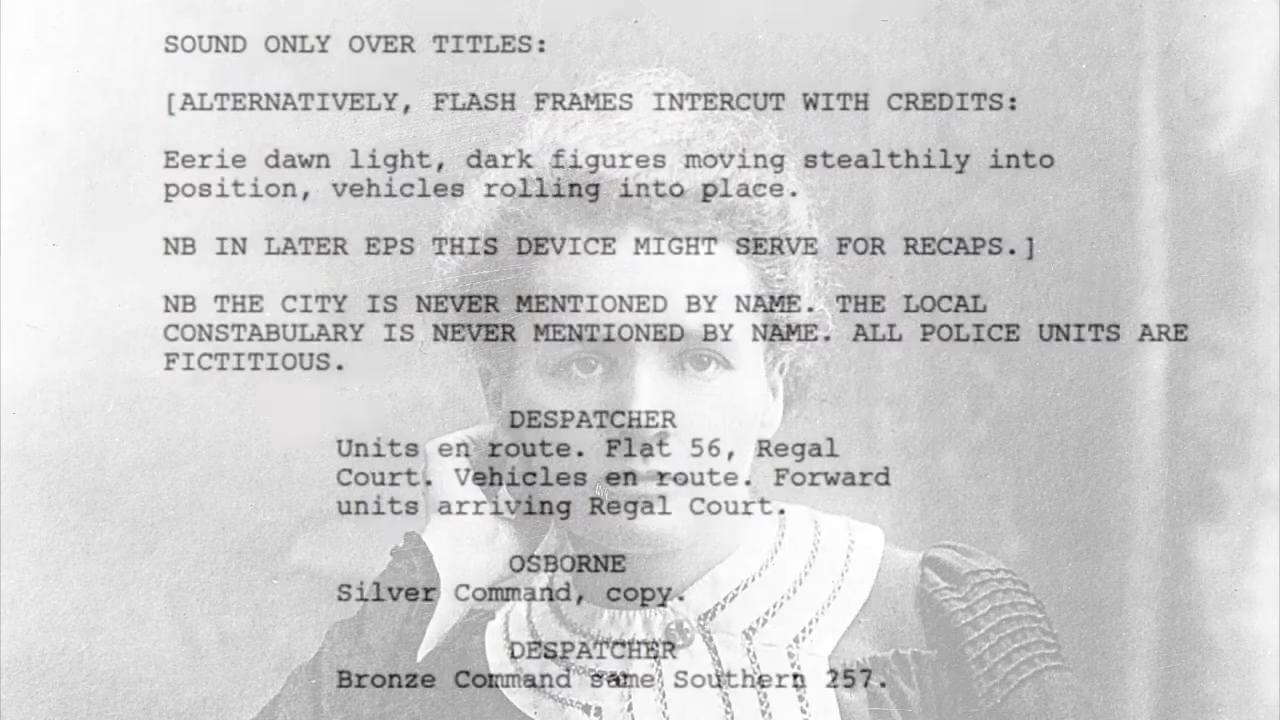 SOUND ONLY OVER TITLES:
[ALTERNATIVELY, FLASH FRAMES INTERCUT WITH CREDITS:
Eerie dawn light, dark figures moving stealthily into
position, vehicles rolling into place.
NB IN LATER EPS THIS DEVICE MIGHT SERVE FOR RECAPS.]
NB THE CITY IS NEVER MENTIONED BY NAME. THE LOCAL
CONSTABULARY IS NEVER MENTIONED BY NAME. ALL POLICE UNITS ARE
FICTITIOUS.
DESPATCHER
Units en route. Flat 56, Regal
Court. Vehicles en route. Forward
units arriving Regal Court.
OSBORNE
Silver Command, copy.
DESPATCHER
Bronze Command same Southern 257.